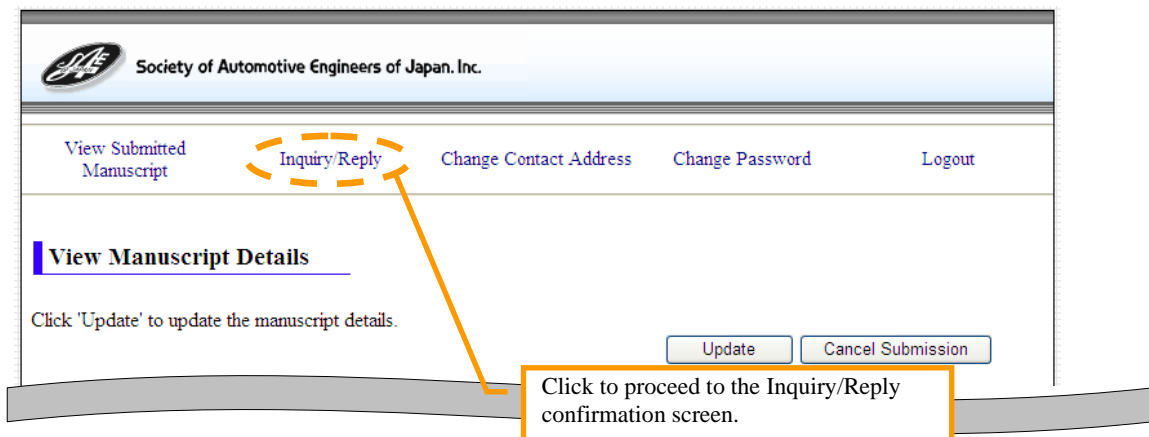 Society of Automotive Engineers of Japan. Inc.
View Submitted
Manuscript
Inquiry/Reply
Change Contact Address
Change Password
Logout
View Manuscript Details
Click 'Update' to update the manuscript details.
Update
Cancel Submission
Click to proceed to the Inquiry/Reply
confirmation screen.